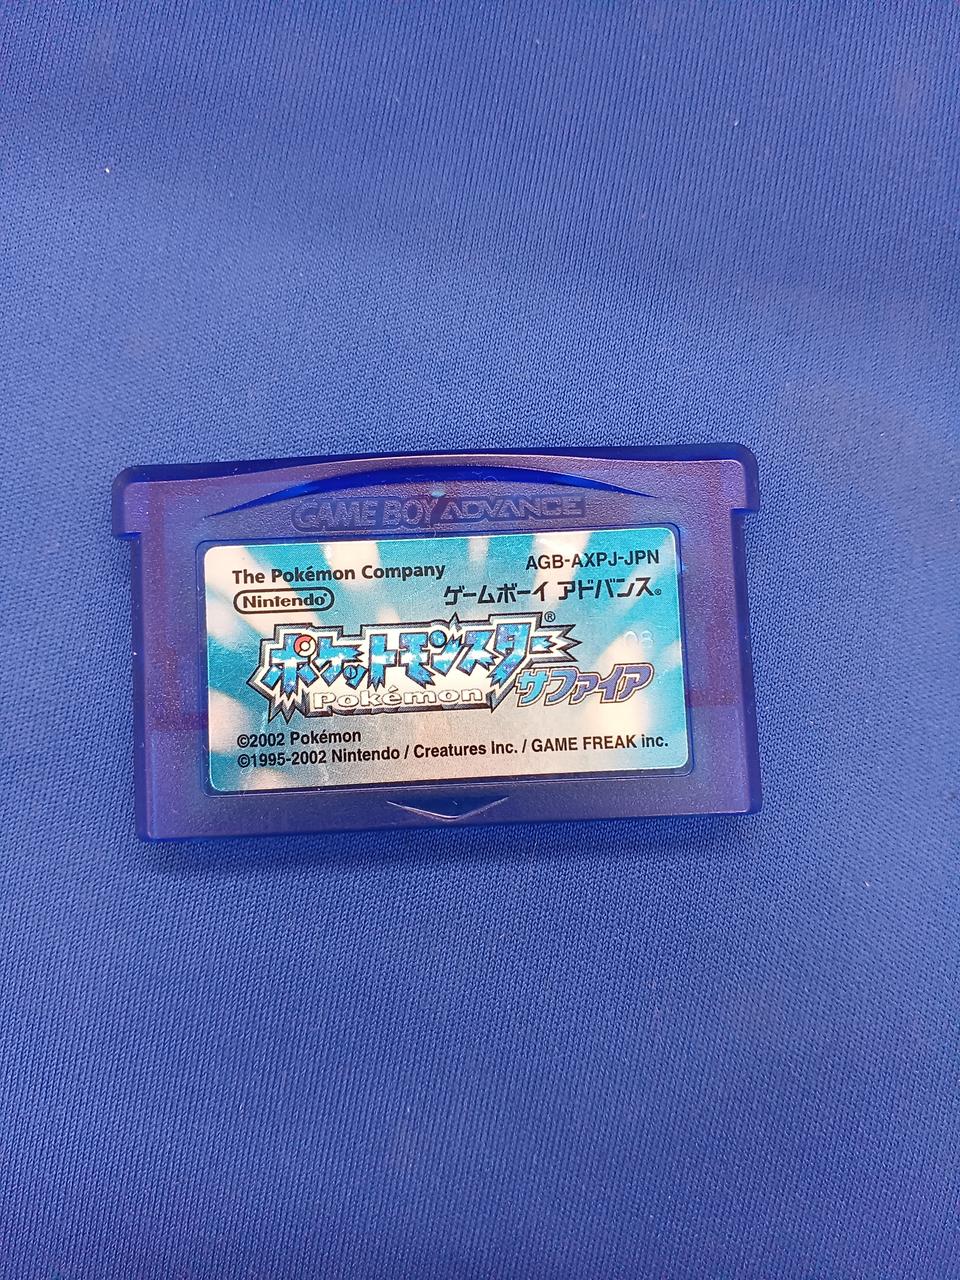 GAME BOY ADVANCE
The Pokémon Company
AGB-AXPJ-JPN
Nintendo
ゲームボーイ アドバンス®
ポケットモンスター®
08
Pokémon
サファイア
©2002 Pokémon
©1995-2002 Nintendo / Creatures Inc. / GAME FREAK inc.